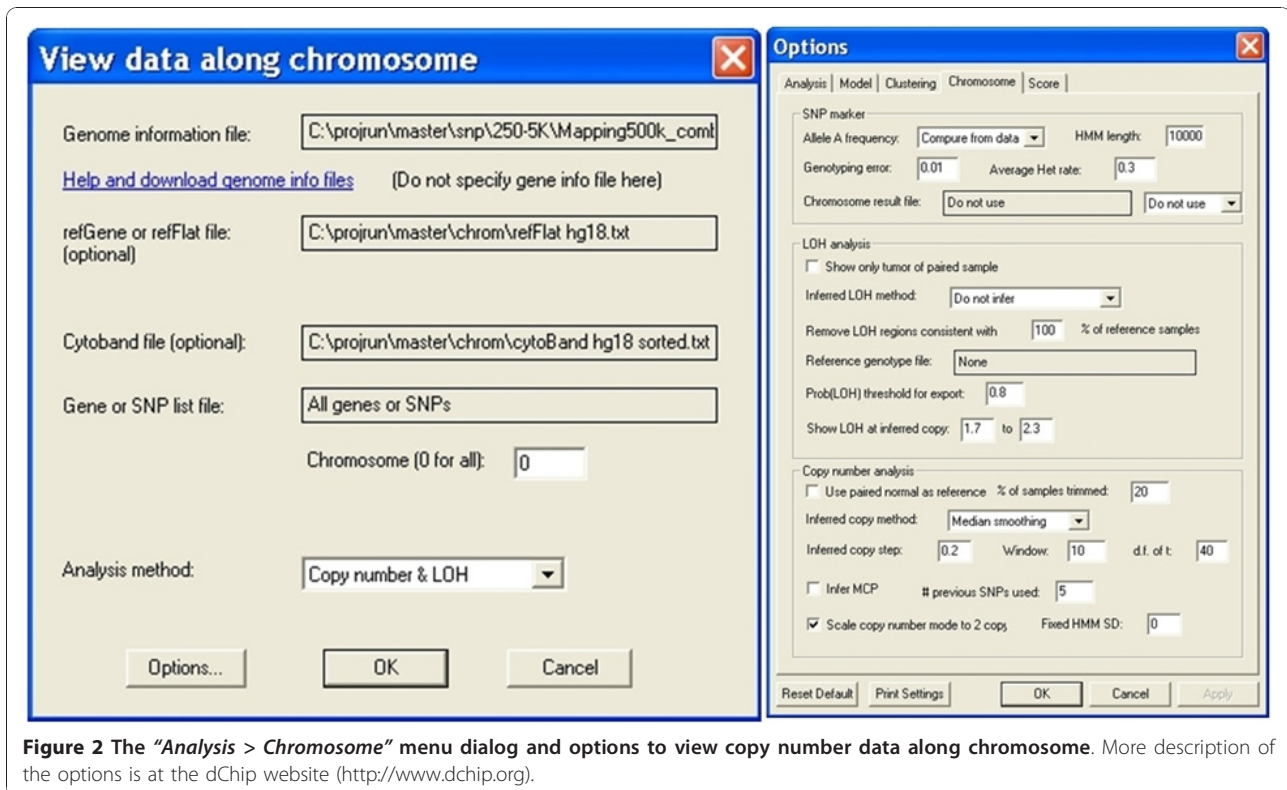 View data along chromosome
Genome information file: C:\projrun\master\snp\250-5K\Mapping500k_comb
Help and download genome info files (Do not specify gene info file here)
refGene or refFlat file: C:\projrun\master\chrom\refFlat hg18.txt
(optional)
Cytoband file (optional): C:\projrun\master\chrom\cytoBand hg18 sorted.txt
Gene or SNP list file: All genes or SNPs
Chromosome (0 for all): 0
Analysis method: Copy number & LOH
Options... OK Cancel
Options
Analysis Model Clustering Chromosome Score
SNP marker
Allele A frequency: Compure from data HMM length: 10000
Genotyping error: 0.01 Average Het rate: 0.3
Chromosome result file: Do not use Do not use
LOH analysis
Show only tumor of paired sample
Inferred LOH method: Do not infer
Remove LOH regions consistent with 100 % of reference samples
Reference genotype file: None
Prob(LOH) threshold for export: 0.8
Show LOH at inferred copy: 1.7 to 2.3
Copy number analysis
Use paired normal as reference % of samples trimmed: 20
Inferred copy method: Median smoothing
Inferred copy step: 0.2 Window: 10 d.f. of t: 40
Infer MCP # previous SNPs used: 5
Scale copy number mode to 2 copy Fixed HMM SD: 0
Reset Default Print Settings OK Cancel Apply
Figure 2 The "Analysis > Chromosome" menu dialog and options to view copy number data along chromosome. More description of
the options is at the dChip website (http://www.dchip.org).